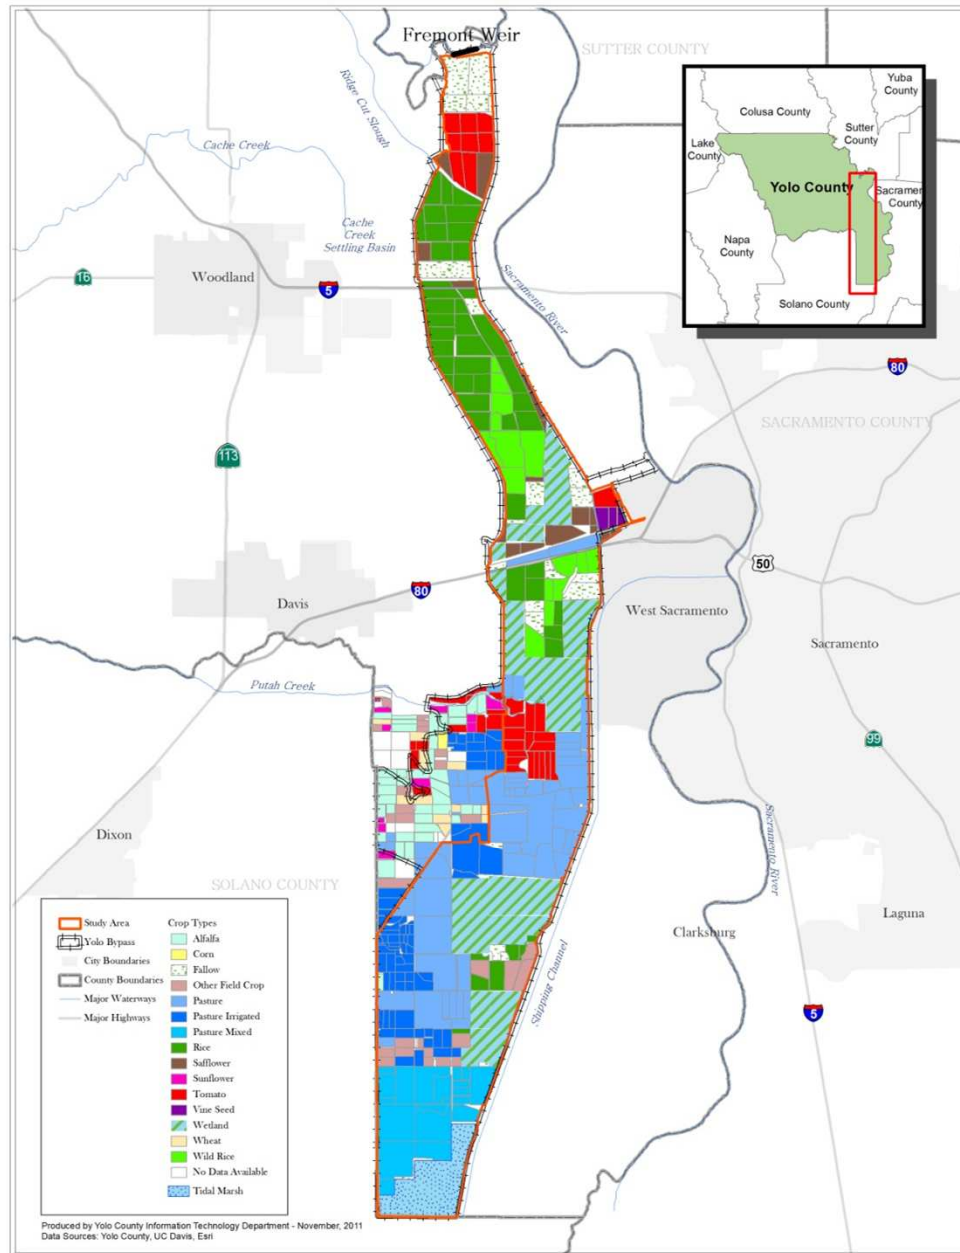 Fremont Weir
SUTTER COUNTY
Ridge Cut Slough
Cache Creek
Cache
Creek
Settling Basin
Woodland
16
5
Sacramento River
80
SACRAMENTO COUNTY
113
50
Davis
80
West Sacramento
Sacramento
Putah Creek
99
Dixon
Sacramento River
SOLANO COUNTY
Laguna
Clarksburg
Shipping Channel
5
Yuba
County
Colusa County
Sutter
County
Lake
County
Yolo County
Sacramen
County
Napa
County
Solano County
Study Area
Yolo Bypass
City Boundaries
County Boundaries
Major Waterways
Major Highways
Crop Types
Alfalfa
Corn
Fallow
Other Field Crop
Pasture
Pasture Irrigated
Pasture Mixed
Rice
Safflower
Sunflower
Tomato
Vine Seed
Wetland
Wheat
Wild Rice
No Data Available
Tidal Marsh
Produced by Yolo County Information Technology Department - November, 2011
Data Sources: Yolo County, UC Davis, Esri